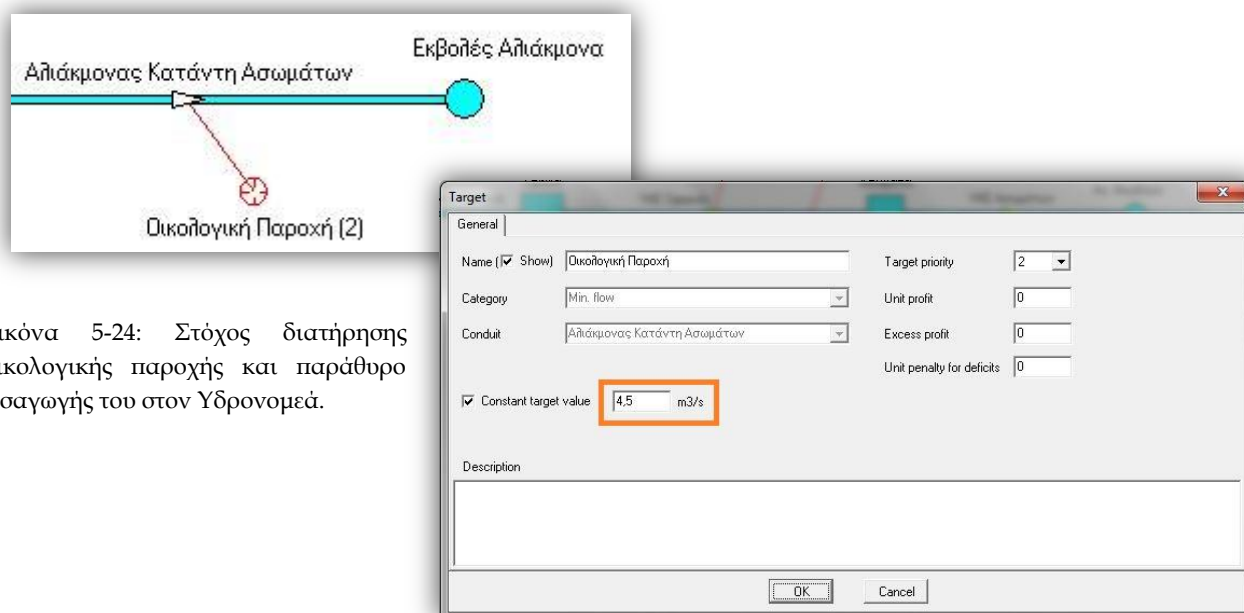 Εκβολές Αλιάκμονα
Αλιάκμονας Κατάντη Ασωμάτων
Οικολογική Παροχή (2)
ικόνα 5-24: Στόχος διατήρησης
ικολογικής παροχής και παράθυρο
σαγωγής του στον Υδρονομεά.
Target
General
Name (Show) Οικολογική Παροχή
Target priority 2
Category Min. flow
Unit profit 0
Conduit Αλιάκμονας Κατάντη Ασωμάτων
Excess profit 0
Unit penalty for deficits 0
Constant target value 4,5 m3/s
Description
OK Cancel